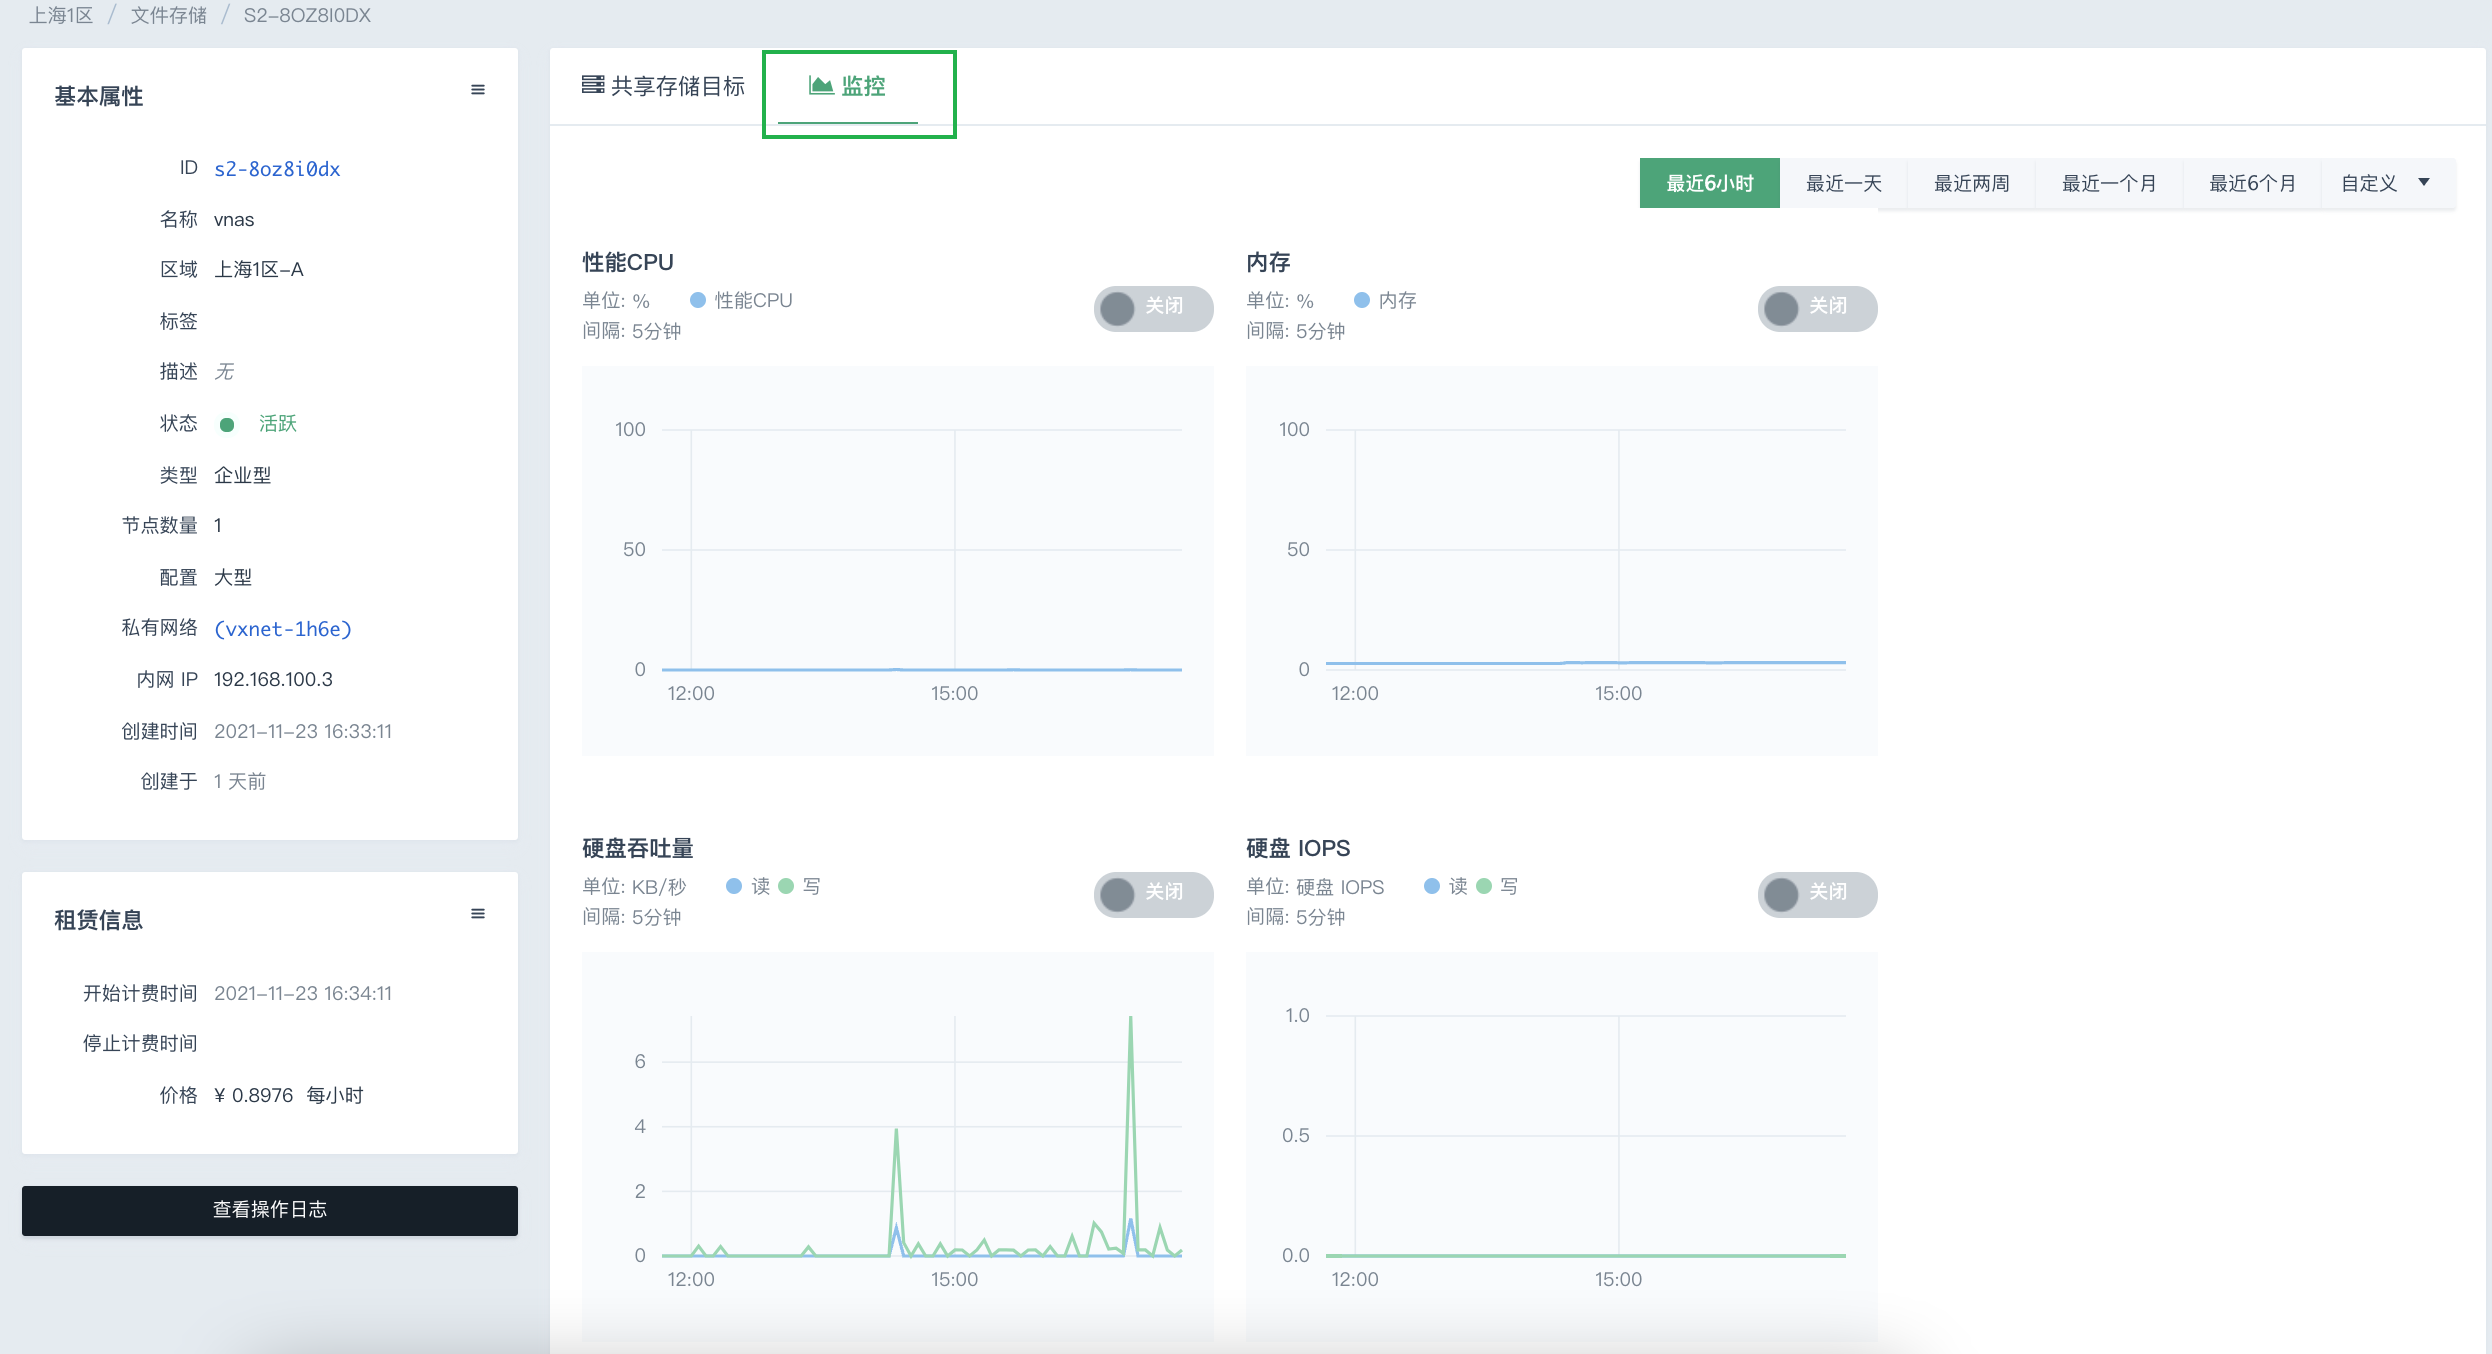 上海1区 / 文件存储 / S2-8OZ8I0DX
基本属性
ID s2-8oz8i0dx
名称 vnas
区域 上海1区-A
标签
描述 无
状态 活跃
类型 企业型
节点数量 1
配置 大型
私有网络 (vxnet-1h6e)
内网 IP 192.168.100.3
创建时间 2021-11-23 16:33:11
创建于 1 天前
租赁信息
开始计费时间 2021-11-23 16:34:11
停止计费时间
价格 ¥ 0.8976 每小时
查看操作日志
共享存储目标 监控
最近6小时 最近一天 最近两周 最近一个月 最近6个月 自定义
性能CPU
单位: % 性能CPU
间隔: 5分钟
关闭
100
50
0
12:00 15:00
内存
单位: % 内存
间隔: 5分钟
关闭
100
50
0
12:00 15:00
硬盘吞吐量
单位: KB/秒 读 写
间隔: 5分钟
关闭
6
4
2
0
12:00 15:00
硬盘 IOPS
单位: 硬盘 IOPS 读 写
间隔: 5分钟
关闭
1.0
0.5
0.0
12:00 15:00